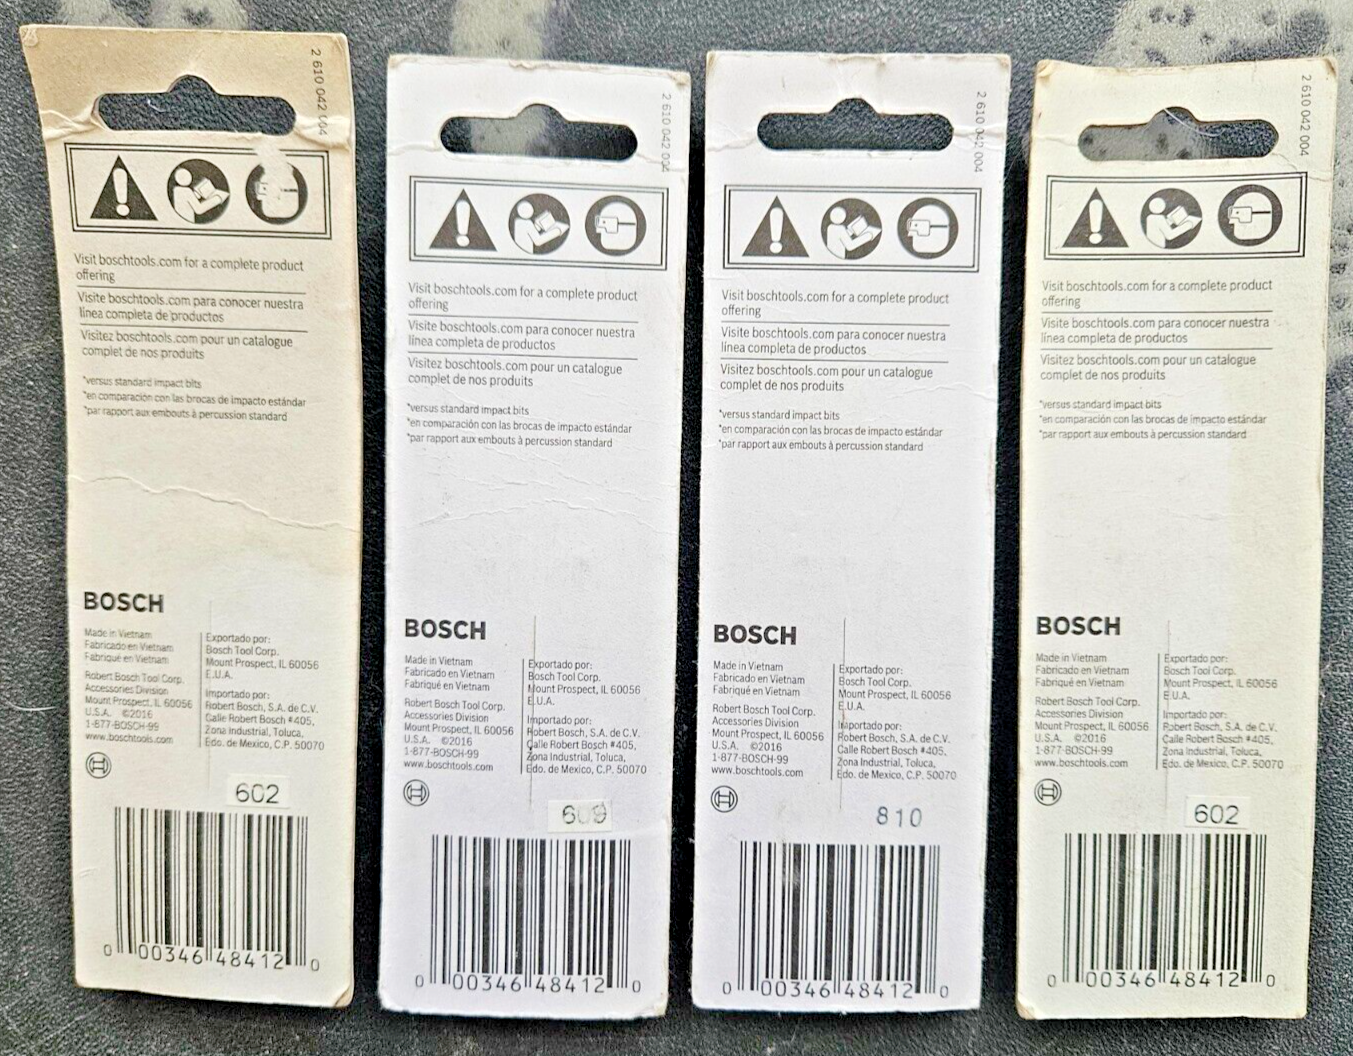 2 610 042 004
Visit boschtools.com for a complete product
offering
Visite boschtools.com para conocer nuestra
línea completa de productos
Visitez boschtools.com pour un catalogue
complet de nos produits
*versus standard impact bits
*en comparación con las brocas de impacto estándar
*par rapport aux embouts à percussion standard
BOSCH
Made in Vietnam
Fabricado en Vietnam
Fabriqué en Vietnam
Robert Bosch Tool Corp.
Accessories Division
Mount Prospect, IL 60056
U.S.A. ©2016
1-877-BOSCH-99
www.boschtools.com
Exportado por:
Bosch Tool Corp.
Mount Prospect, IL 60056
E.U.A.
Importado por:
Robert Bosch, S.A. de C.V.
Calle Robert Bosch #405,
Zona Industrial, Toluca,
Edo. de Mexico, C.P. 50070
602
0 00346 48412 0
2 610 042 004
Visit boschtools.com for a complete product
offering
Visite boschtools.com para conocer nuestra
línea completa de productos
Visitez boschtools.com pour un catalogue
complet de nos produits
*versus standard impact bits
*en comparación con las brocas de impacto estándar
*par rapport aux embouts à percussion standard
BOSCH
Made in Vietnam
Fabricado en Vietnam
Fabriqué en Vietnam
Robert Bosch Tool Corp.
Accessories Division
Mount Prospect, IL 60056
U.S.A. ©2016
1-877-BOSCH-99
www.boschtools.com
Exportado por:
Bosch Tool Corp.
Mount Prospect, IL 60056
E.U.A.
Importado por:
Robert Bosch, S.A. de C.V.
Calle Robert Bosch #405,
Zona Industrial, Toluca,
Edo. de Mexico, C.P. 50070
0 00346 48412 0
2 610 042 004
Visit boschtools.com for a complete product
offering
Visite boschtools.com para conocer nuestra
línea completa de productos
Visitez boschtools.com pour un catalogue
complet de nos produits
*versus standard impact bits
*en comparación con las brocas de impacto estándar
*par rapport aux embouts à percussion standard
BOSCH
Made in Vietnam
Fabricado en Vietnam
Fabriqué en Vietnam
Robert Bosch Tool Corp.
Accessories Division
Mount Prospect, IL 60056
U.S.A. ©2016
1-877-BOSCH-99
www.boschtools.com
Exportado por:
Bosch Tool Corp.
Mount Prospect, IL 60056
E.U.A.
Importado por:
Robert Bosch, S.A. de C.V.
Calle Robert Bosch #405,
Zona Industrial, Toluca,
Edo. de Mexico, C.P. 50070
810
0 00346 48412 0
2 610 042 004
Visit boschtools.com for a complete product
offering
Visite boschtools.com para conocer nuestra
línea completa de productos
Visitez boschtools.com pour un catalogue
complet de nos produits
*versus standard impact bits
*en comparación con las brocas de impacto estándar
*par rapport aux embouts à percussion standard
BOSCH
Made in Vietnam
Fabricado en Vietnam
Fabriqué en Vietnam
Robert Bosch Tool Corp.
Accessories Division
Mount Prospect, IL 60056
U.S.A. ©2016
1-877-BOSCH-99
www.boschtools.com
Exportado por:
Bosch Tool Corp.
Mount Prospect, IL 60056
E.U.A.
Importado por:
Robert Bosch, S.A. de C.V.
Calle Robert Bosch #405,
Zona Industrial, Toluca,
Edo. de Mexico, C.P. 50070
602
0 00346 48412 0